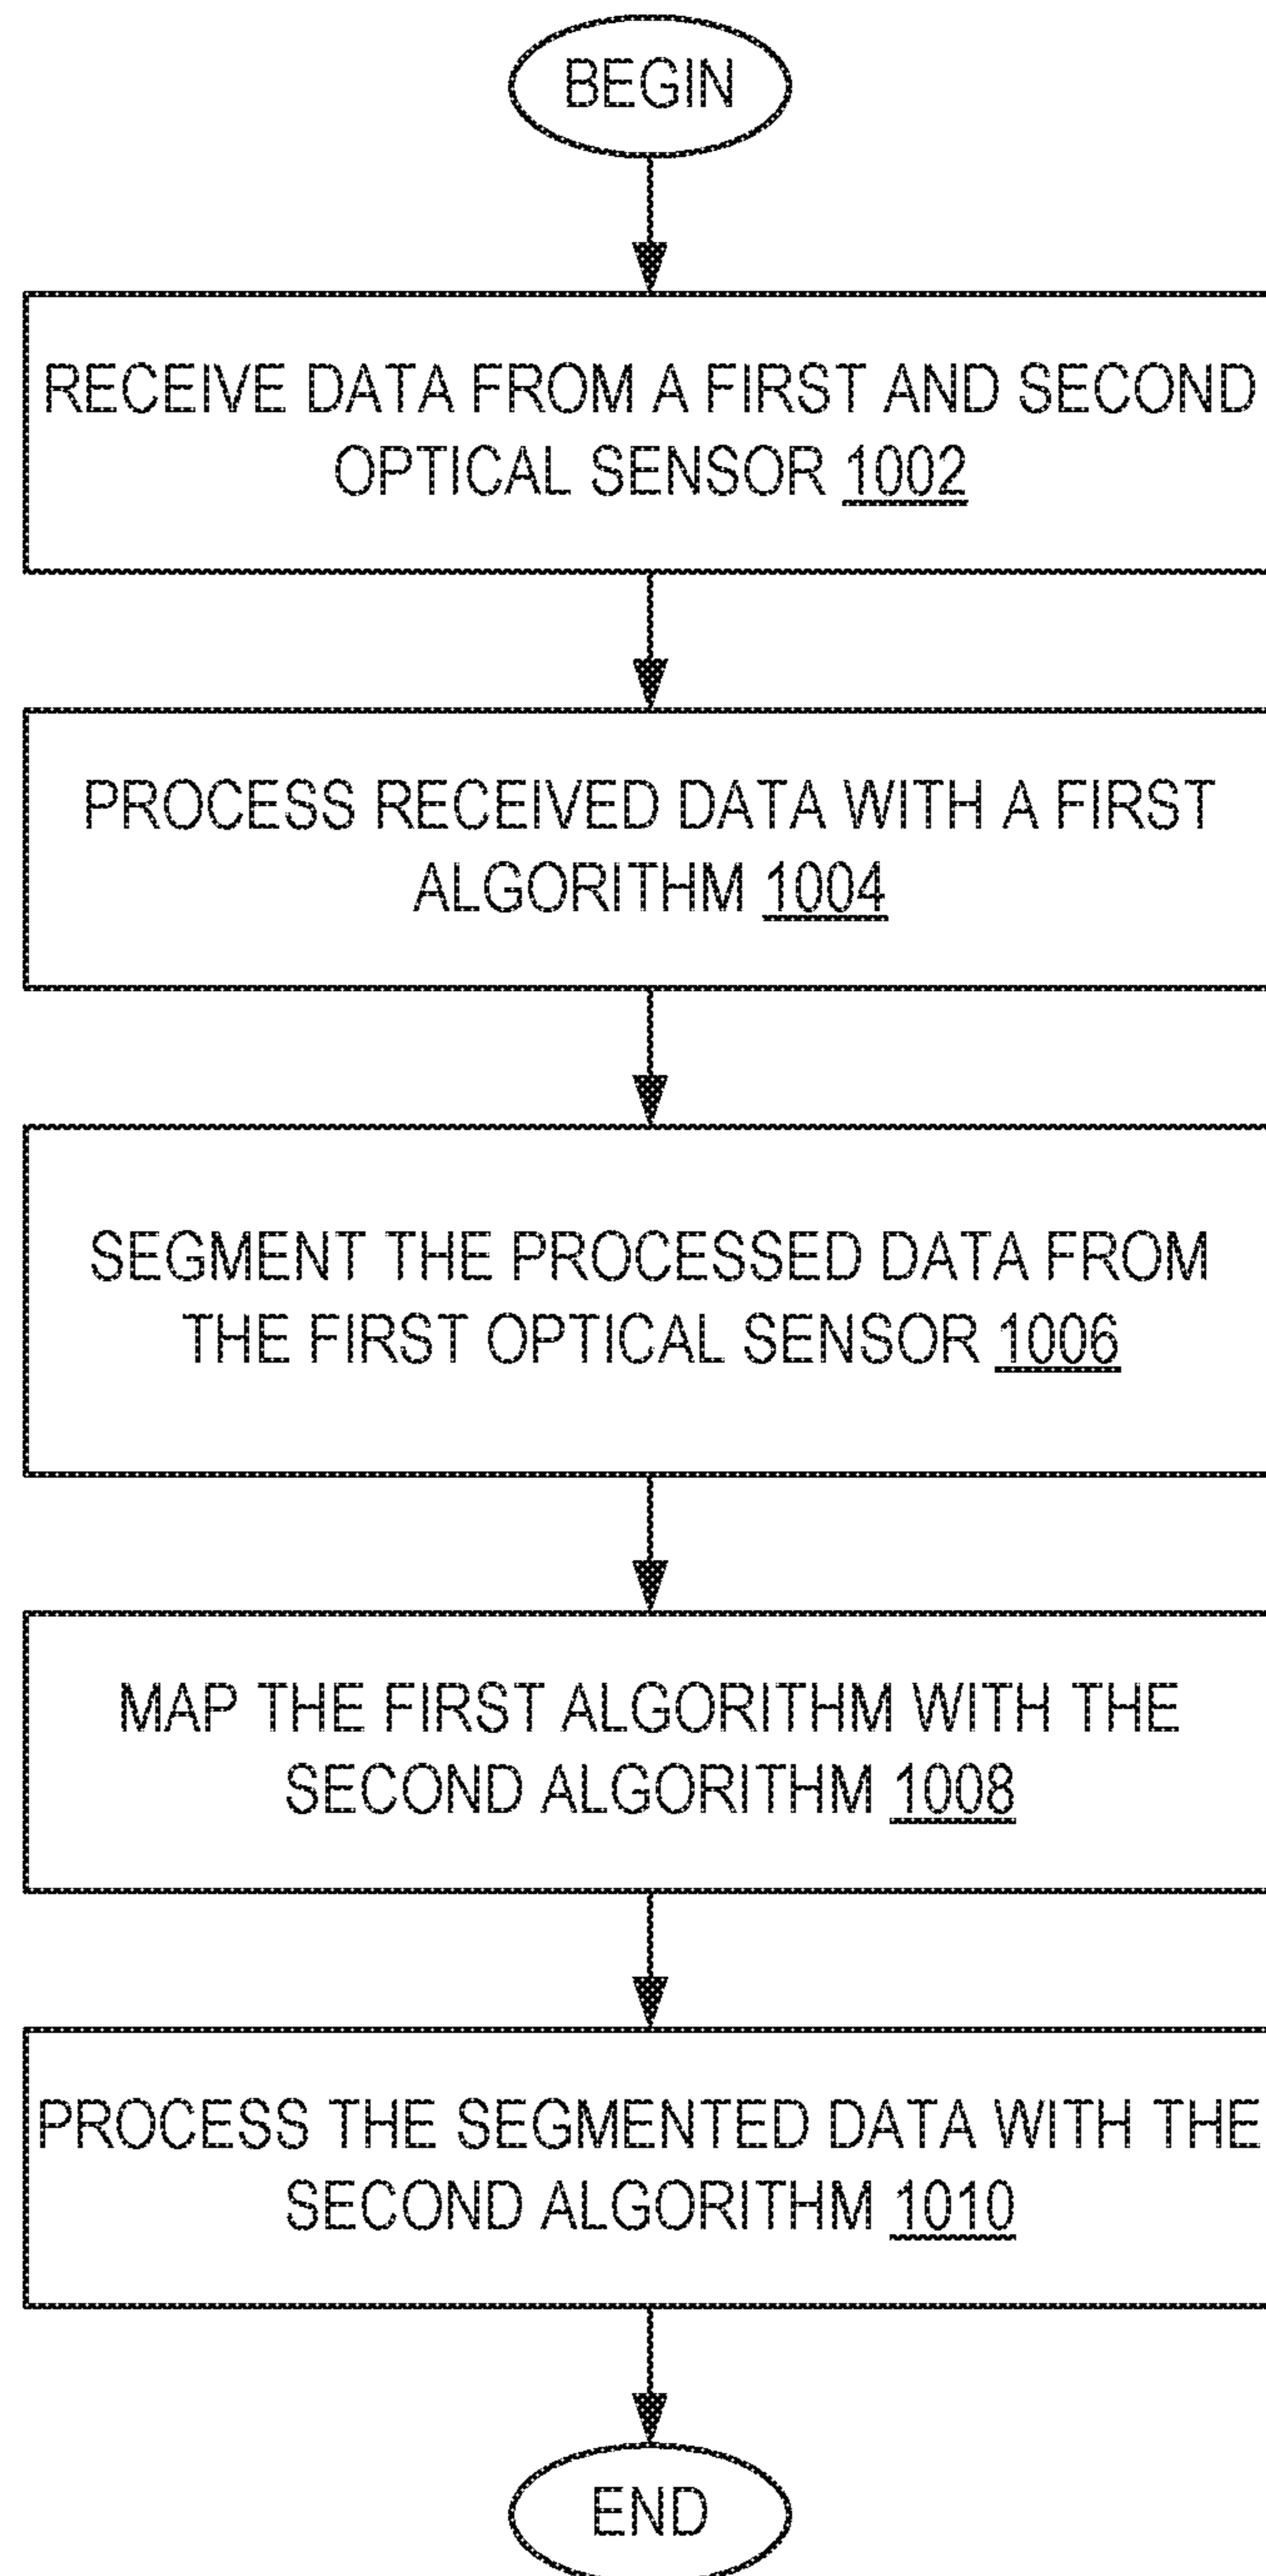 BEGIN
RECEIVE DATA FROM A FIRST AND SECOND
OPTICAL SENSOR 1002
PROCESS RECEIVED DATA WITH A FIRST
ALGORITHM 1004
SEGMENT THE PROCESSED DATA FROM
THE FIRST OPTICAL SENSOR 1006
MAP THE FIRST ALGORITHM WITH THE
SECOND ALGORITHM 1008
PROCESS THE SEGMENTED DATA WITH THE
SECOND ALGORITHM 1010
END